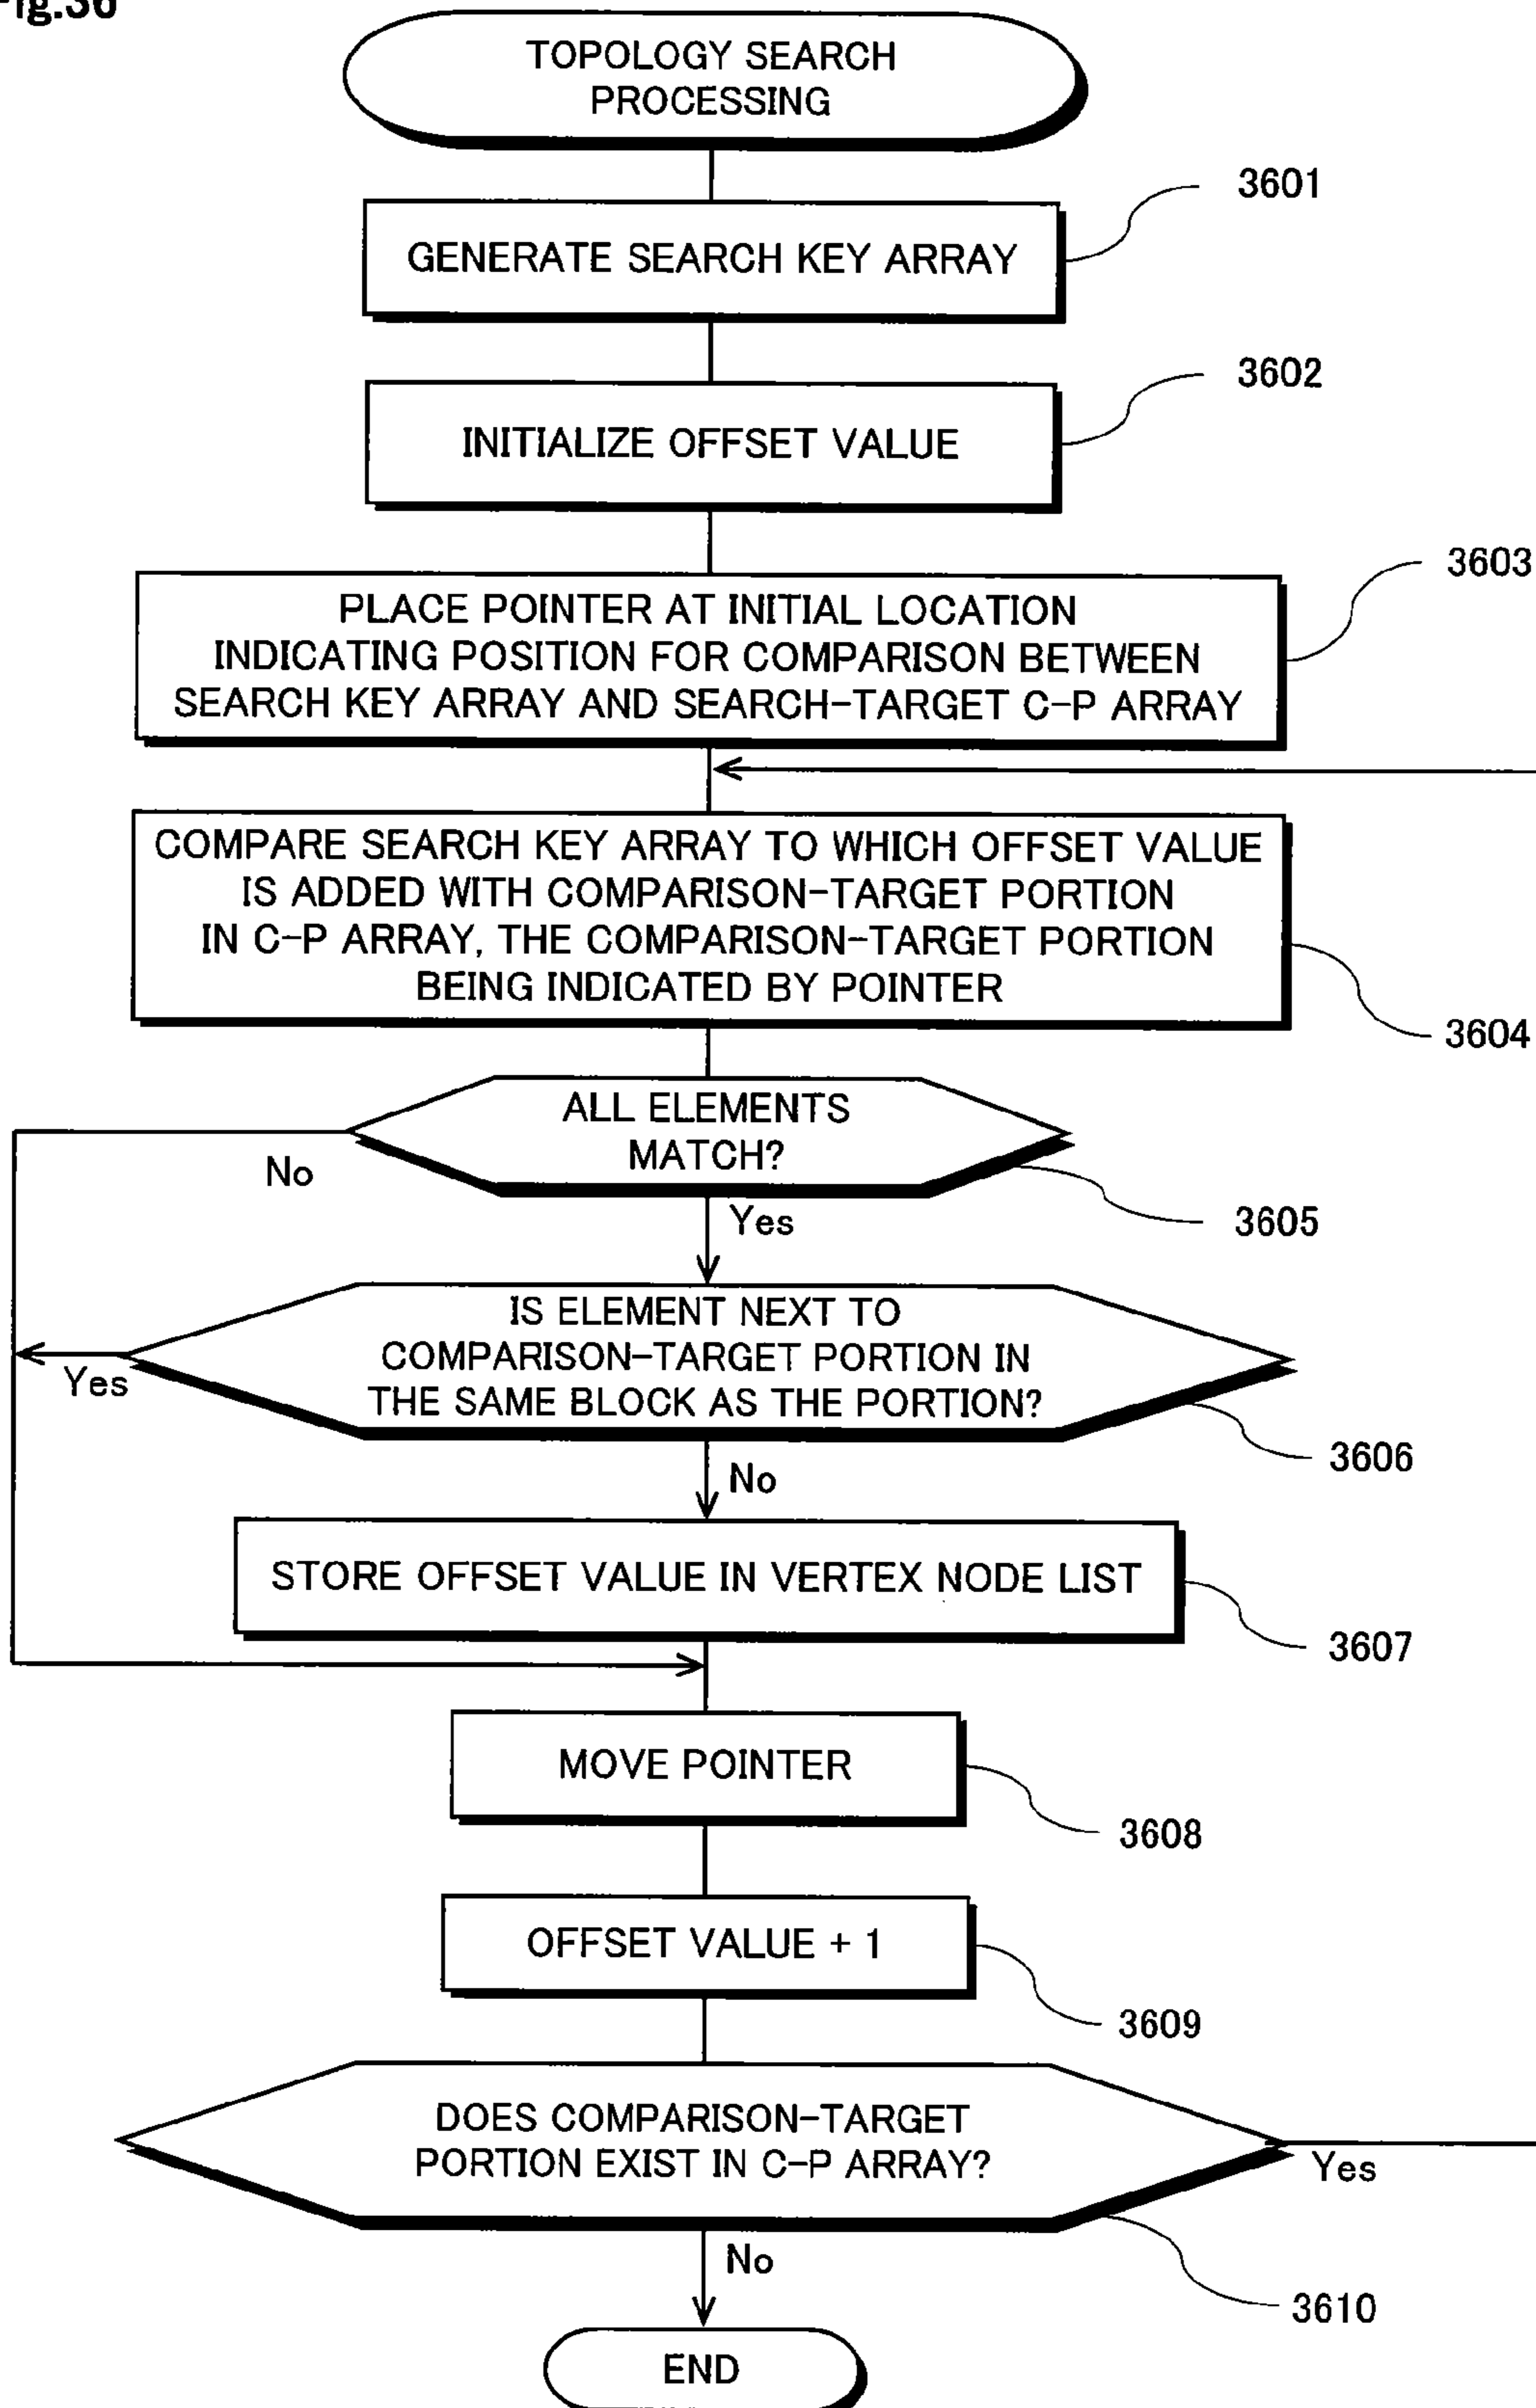 Fig.36
TOPOLOGY SEARCH
PROCESSING
3601
GENERATE SEARCH KEY ARRAY
3602
INITIALIZE OFFSET VALUE
3603
PLACE POINTER AT INITIAL LOCATION
INDICATING POSITION FOR COMPARISON BETWEEN
SEARCH KEY ARRAY AND SEARCH-TARGET C-P ARRAY
COMPARE SEARCH KEY ARRAY TO WHICH OFFSET VALUE
IS ADDED WITH COMPARISON-TARGET PORTION
IN C-P ARRAY, THE COMPARISON-TARGET PORTION
BEING INDICATED BY POINTER
3604
ALL ELEMENTS
MATCH?
No
Yes
3605
IS ELEMENT NEXT TO
COMPARISON-TARGET PORTION IN
THE SAME BLOCK AS THE PORTION?
Yes
3606
No
STORE OFFSET VALUE IN VERTEX NODE LIST
3607
MOVE POINTER
3608
OFFSET VALUE + 1
3609
DOES COMPARISON-TARGET
PORTION EXIST IN C-P ARRAY?
Yes
No
3610
END